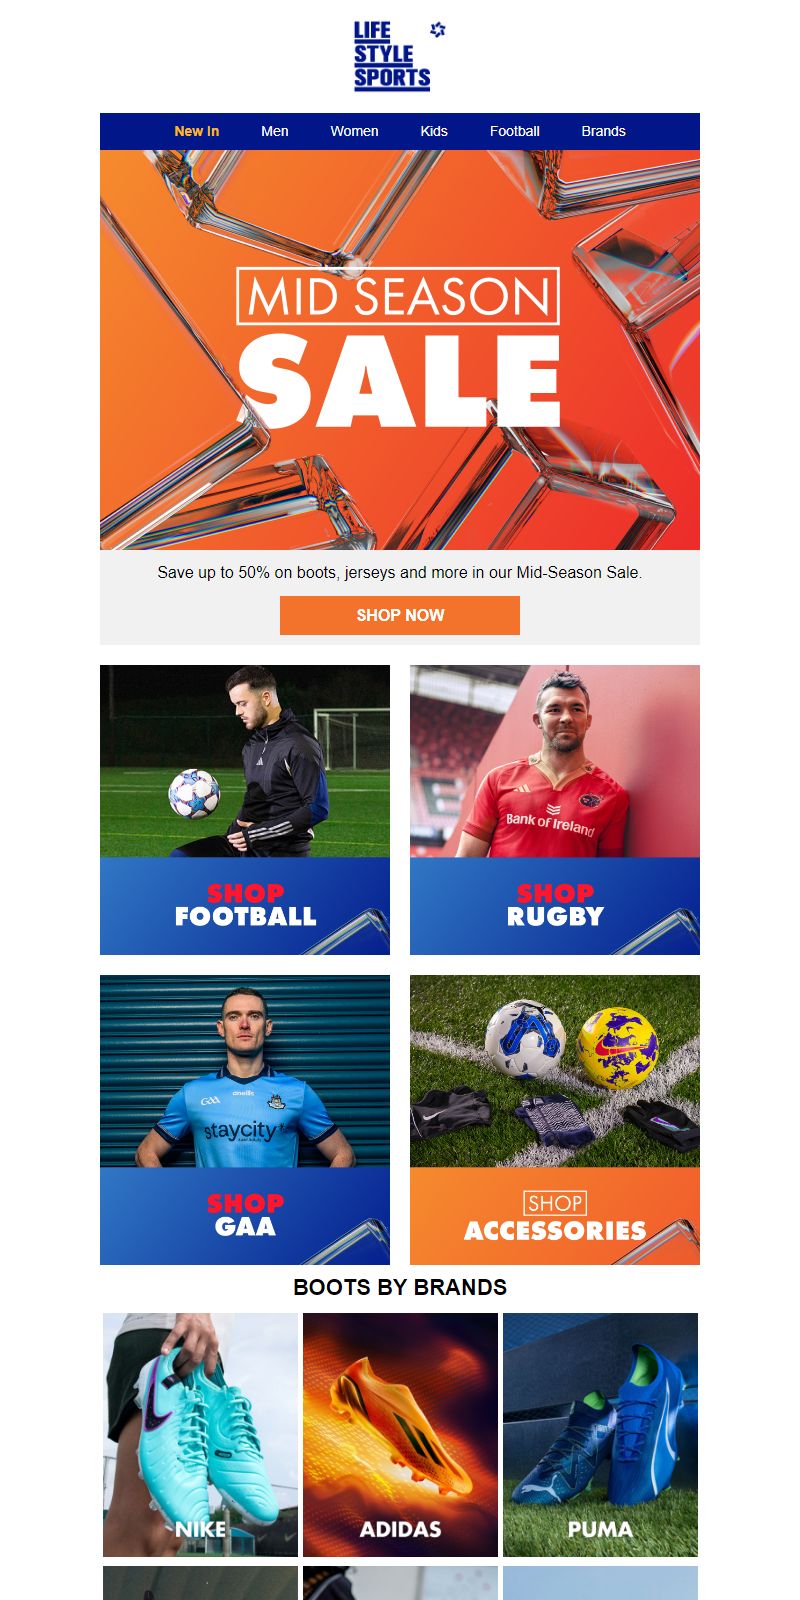 LIFE
STYLE
SPORTS
New In Men Women Kids Football Brands
MID SEASON
SALE
Save up to 50% on boots, jerseys and more in our Mid-Season Sale.
SHOP NOW
Bank of Ireland
SHOP
FOOTBALL
SHOP
RUGBY
GAA oneills
staycity
SHOP
GAA
SHOP
ACCESSORIES
BOOTS BY BRANDS
NIKE
ADIDAS
PUMA